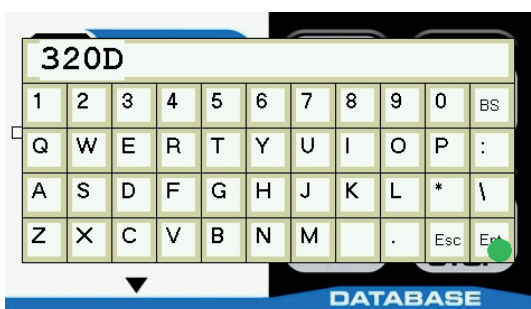 320D
1 2 3 4 5 6 7 8 9 0 BS
Q W E R T Y U I O P :
A S D F G H J K L * \
Z X C V B N M . Esc
DATABASE